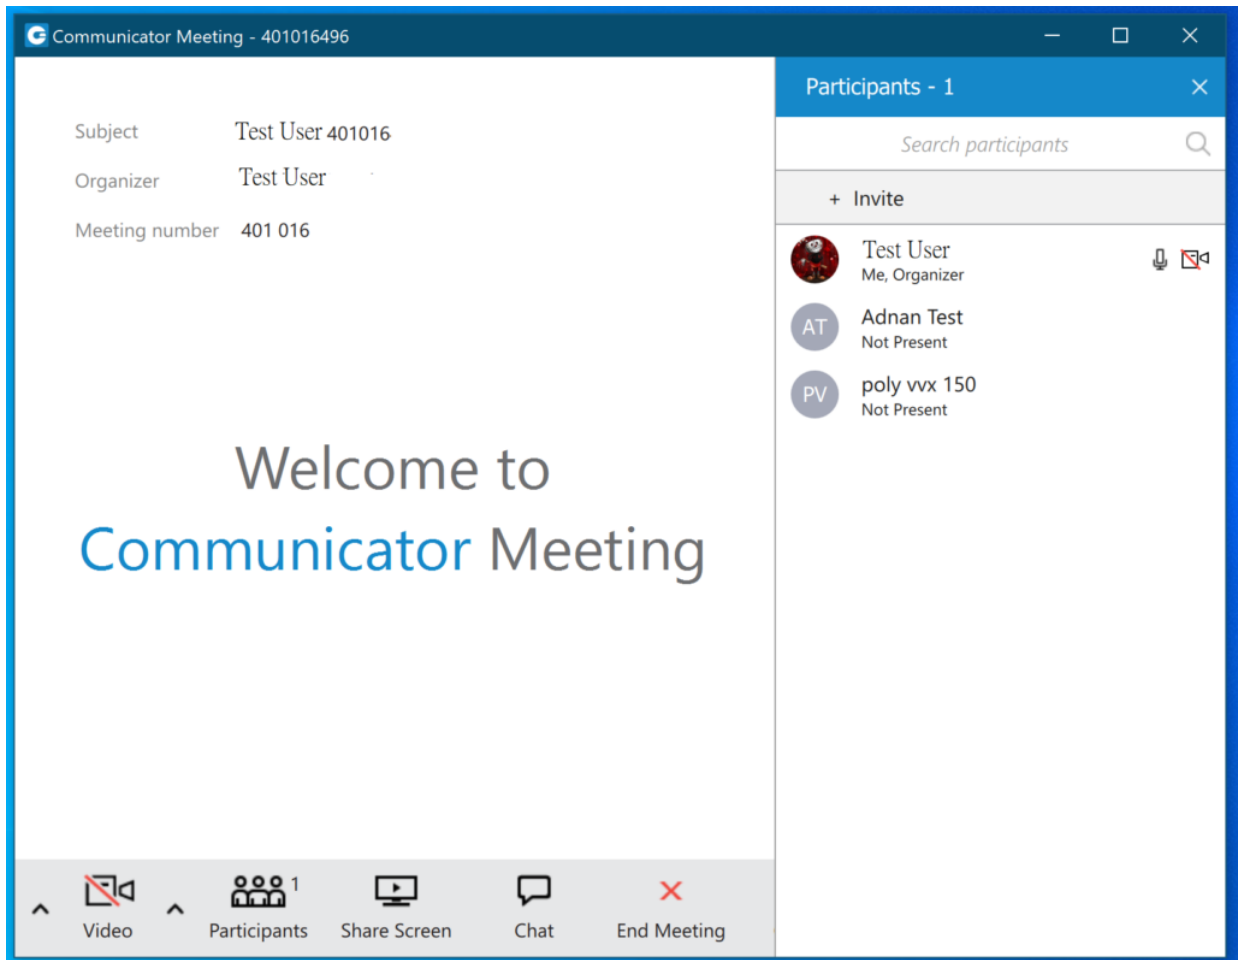 Communicator Meeting - 401016496
Subject Test User 401016
Organizer Test User
Meeting number 401 016
Welcome to
Communicator Meeting
Video
Participants 1
Share Screen
Chat
End Meeting
Participants - 1
Search participants
+ Invite
Test User
Me, Organizer
AT
Adnan Test
Not Present
PV
poly vvx 150
Not Present